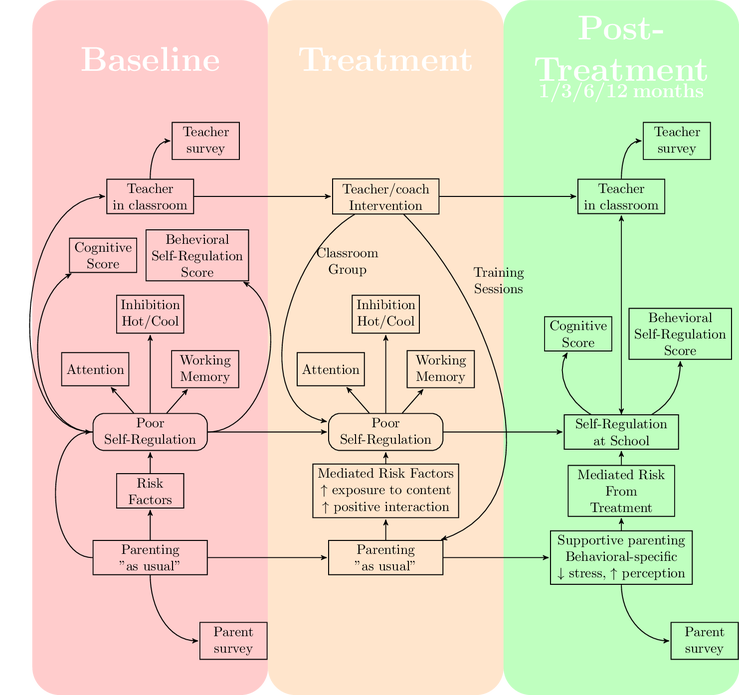 Baseline
Treatment
Post-
Treatment
1/3/6/12 months
Teacher
survey
Teacher
in classroom
Cognitive
Score
Behevioral
Self-Regulation
Score
Inhibition
Hot/Cool
Attention
Working
Memory
Poor
Self-Regulation
Risk
Factors
Parenting
"as usual"
Parent
survey
Teacher/coach
Intervention
Classroom
Group
Training
Sessions
Inhibition
Hot/Cool
Attention
Working
Memory
Poor
Self-Regulation
Mediated Risk Factors
↑ exposure to content
↑ positive interaction
Parenting
"as usual"
Teacher
survey
Teacher
in classroom
Cognitive
Score
Behevioral
Self-Regulation
Score
Self-Regulation
at School
Mediated Risk
From
Treatment
Supportive parenting
Behavioral-specific
↓ stress, ↑ perception
Parent
survey